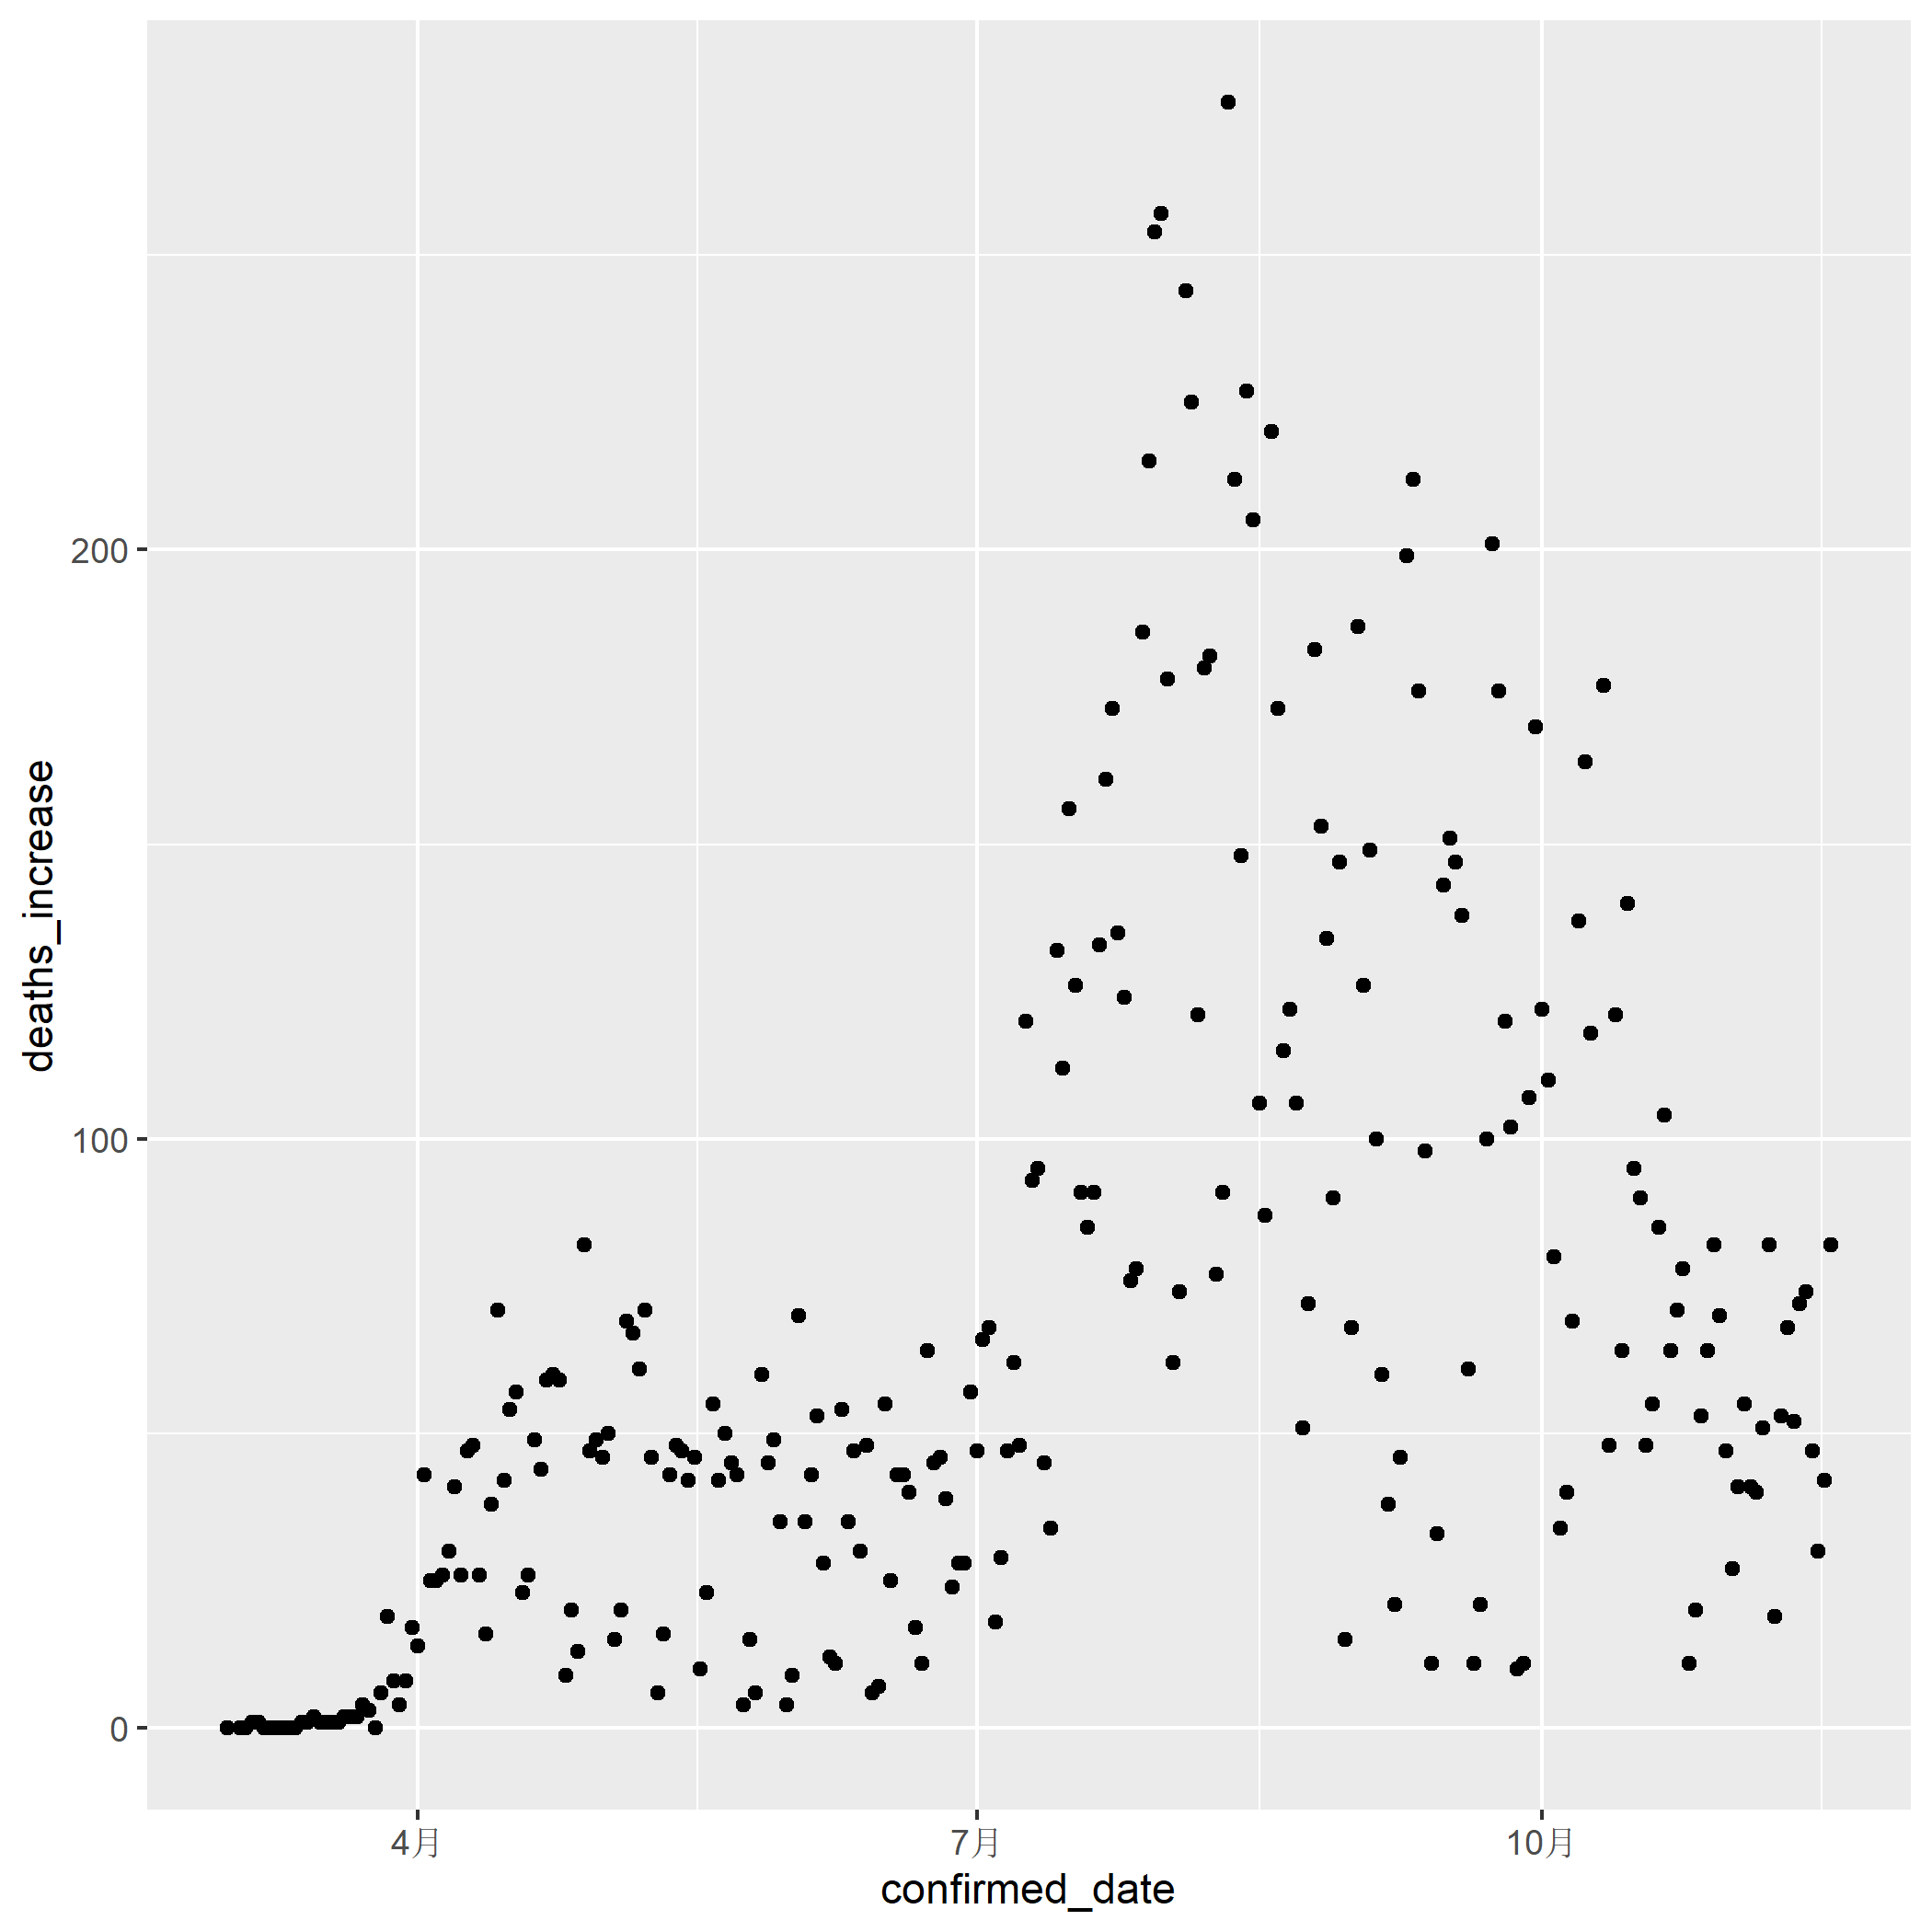 deaths_increase
200
100
0
4月
7月
10月
confirmed_date